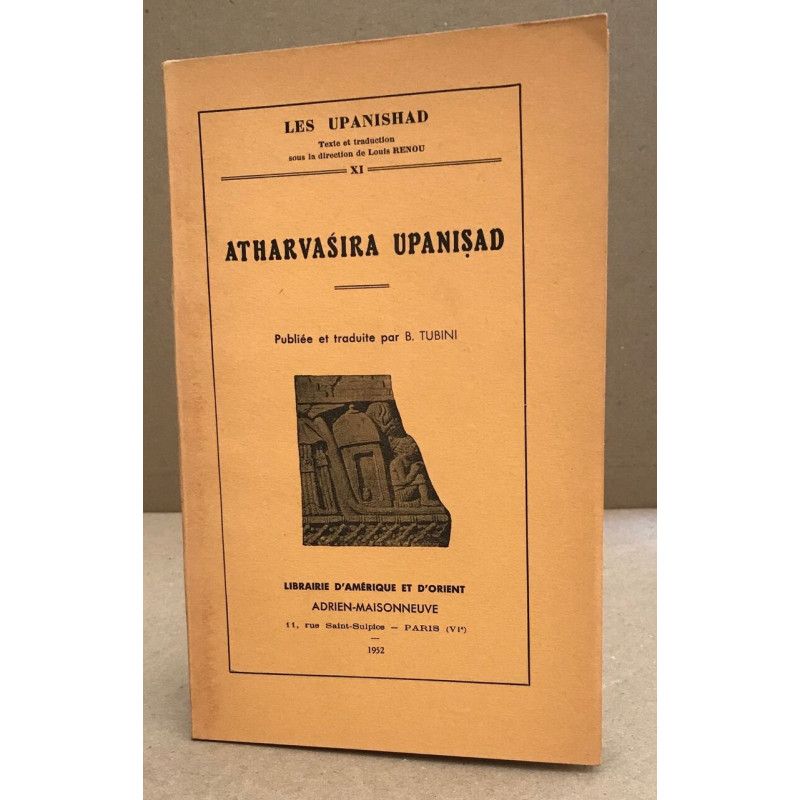 LES UPANISHAD
Texte et traduction
sous la direction de Louis RENOU
XI
ATHARVAŚIRA UPANIṢAD
Publiée et traduite par B. TUBINI
LIBRAIRIE D'AMÉRIQUE ET D'ORIENT
ADRIEN-MAISONNEUVE
11, rue Saint-Sulpice — PARIS (VIᵉ)
1952